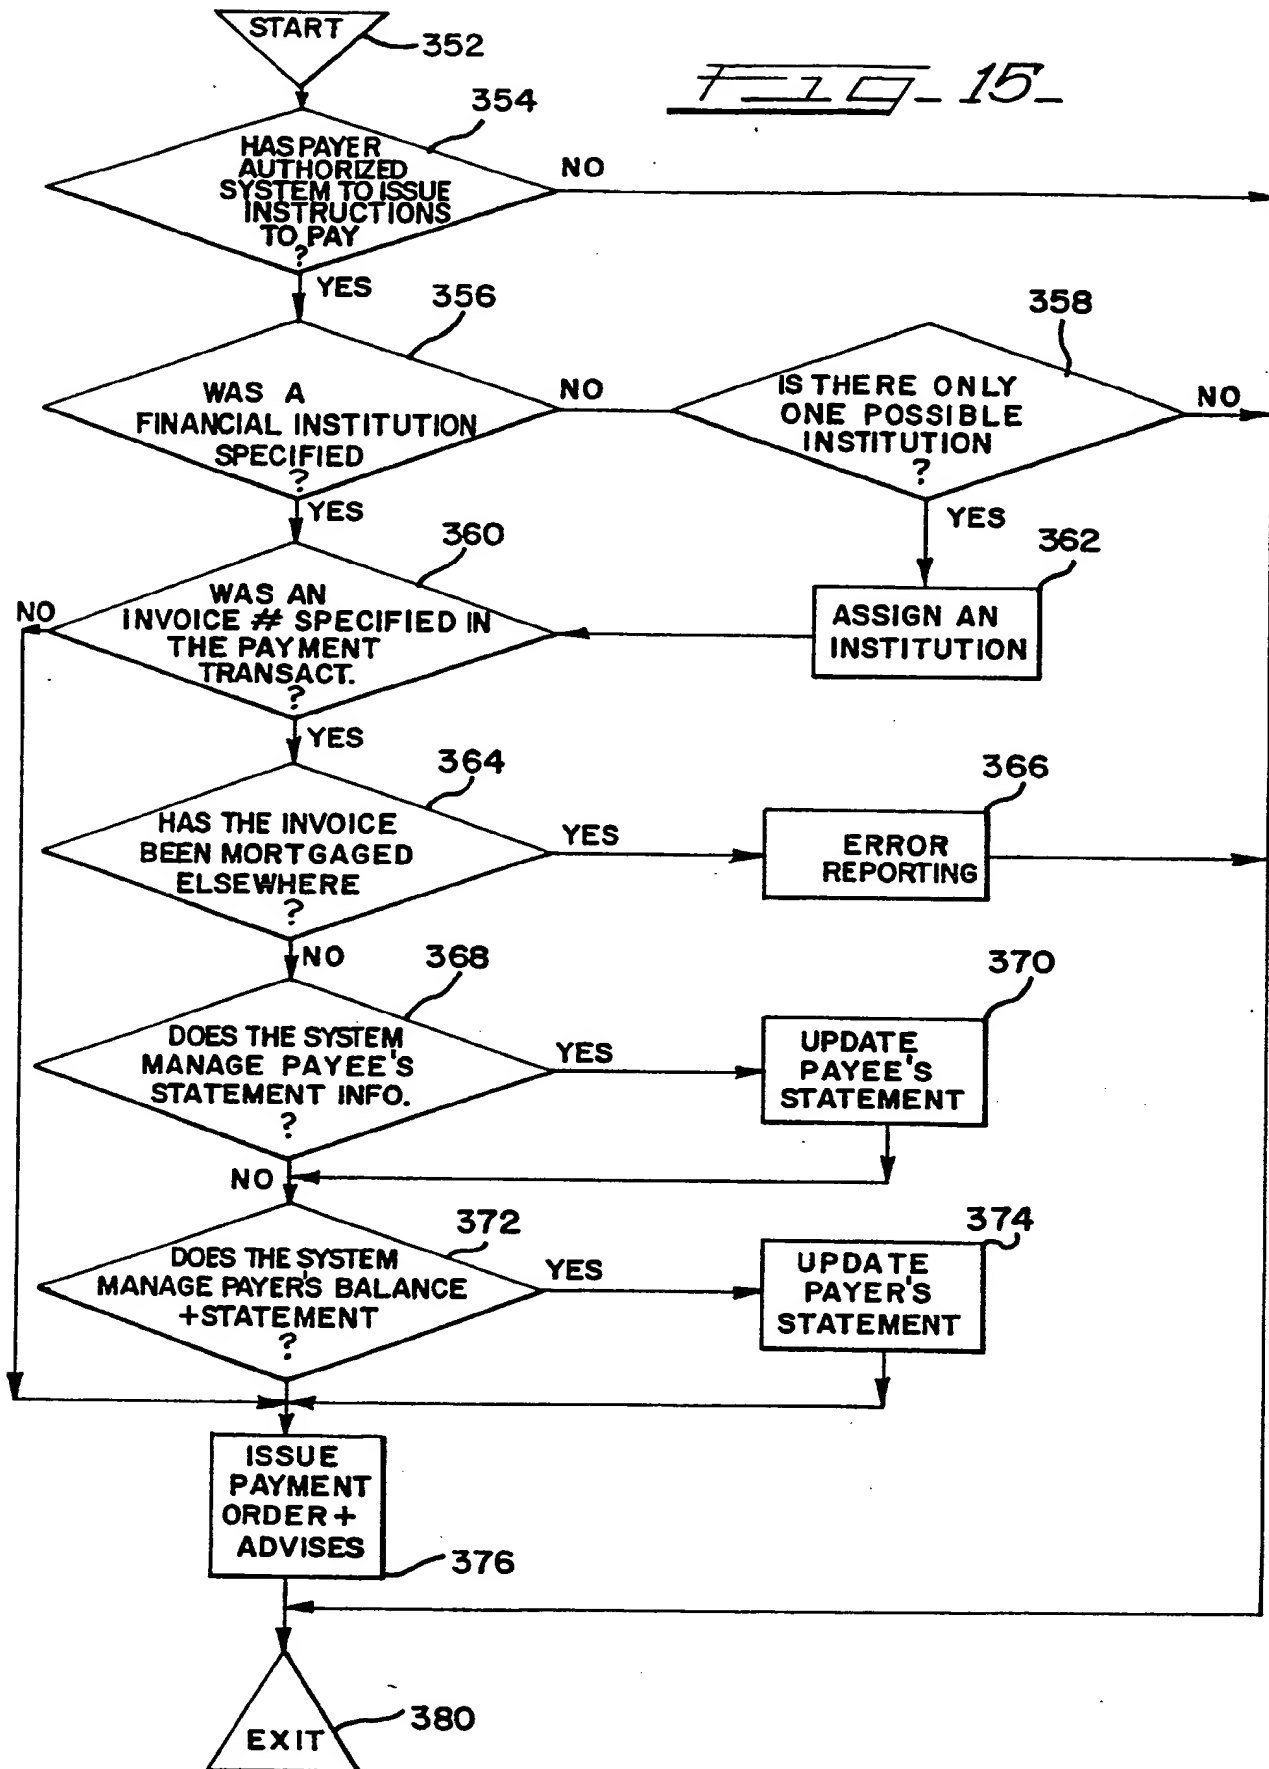 START
352
Fig_15_
354
HAS PAYER
AUTHORIZED
SYSTEM TO ISSUE
INSTRUCTIONS
TO PAY
?
NO
YES
356
WAS A
FINANCIAL INSTITUTION
SPECIFIED
?
NO
358
IS THERE ONLY
ONE POSSIBLE
INSTITUTION
?
NO
YES
YES
360
362
WAS AN
INVOICE # SPECIFIED IN
THE PAYMENT
TRANSACT.
?
NO
ASSIGN AN
INSTITUTION
YES
364
HAS THE INVOICE
BEEN MORTGAGED
ELSEWHERE
?
YES
366
ERROR
REPORTING
NO
368
DOES THE SYSTEM
MANAGE PAYEE'S
STATEMENT INFO.
?
YES
370
UPDATE
PAYEE'S
STATEMENT
NO
372
DOES THE SYSTEM
MANAGE PAYER'S BALANCE
+STATEMENT
?
YES
374
UPDATE
PAYER'S
STATEMENT
ISSUE
PAYMENT
ORDER +
ADVISES
376
EXIT
380